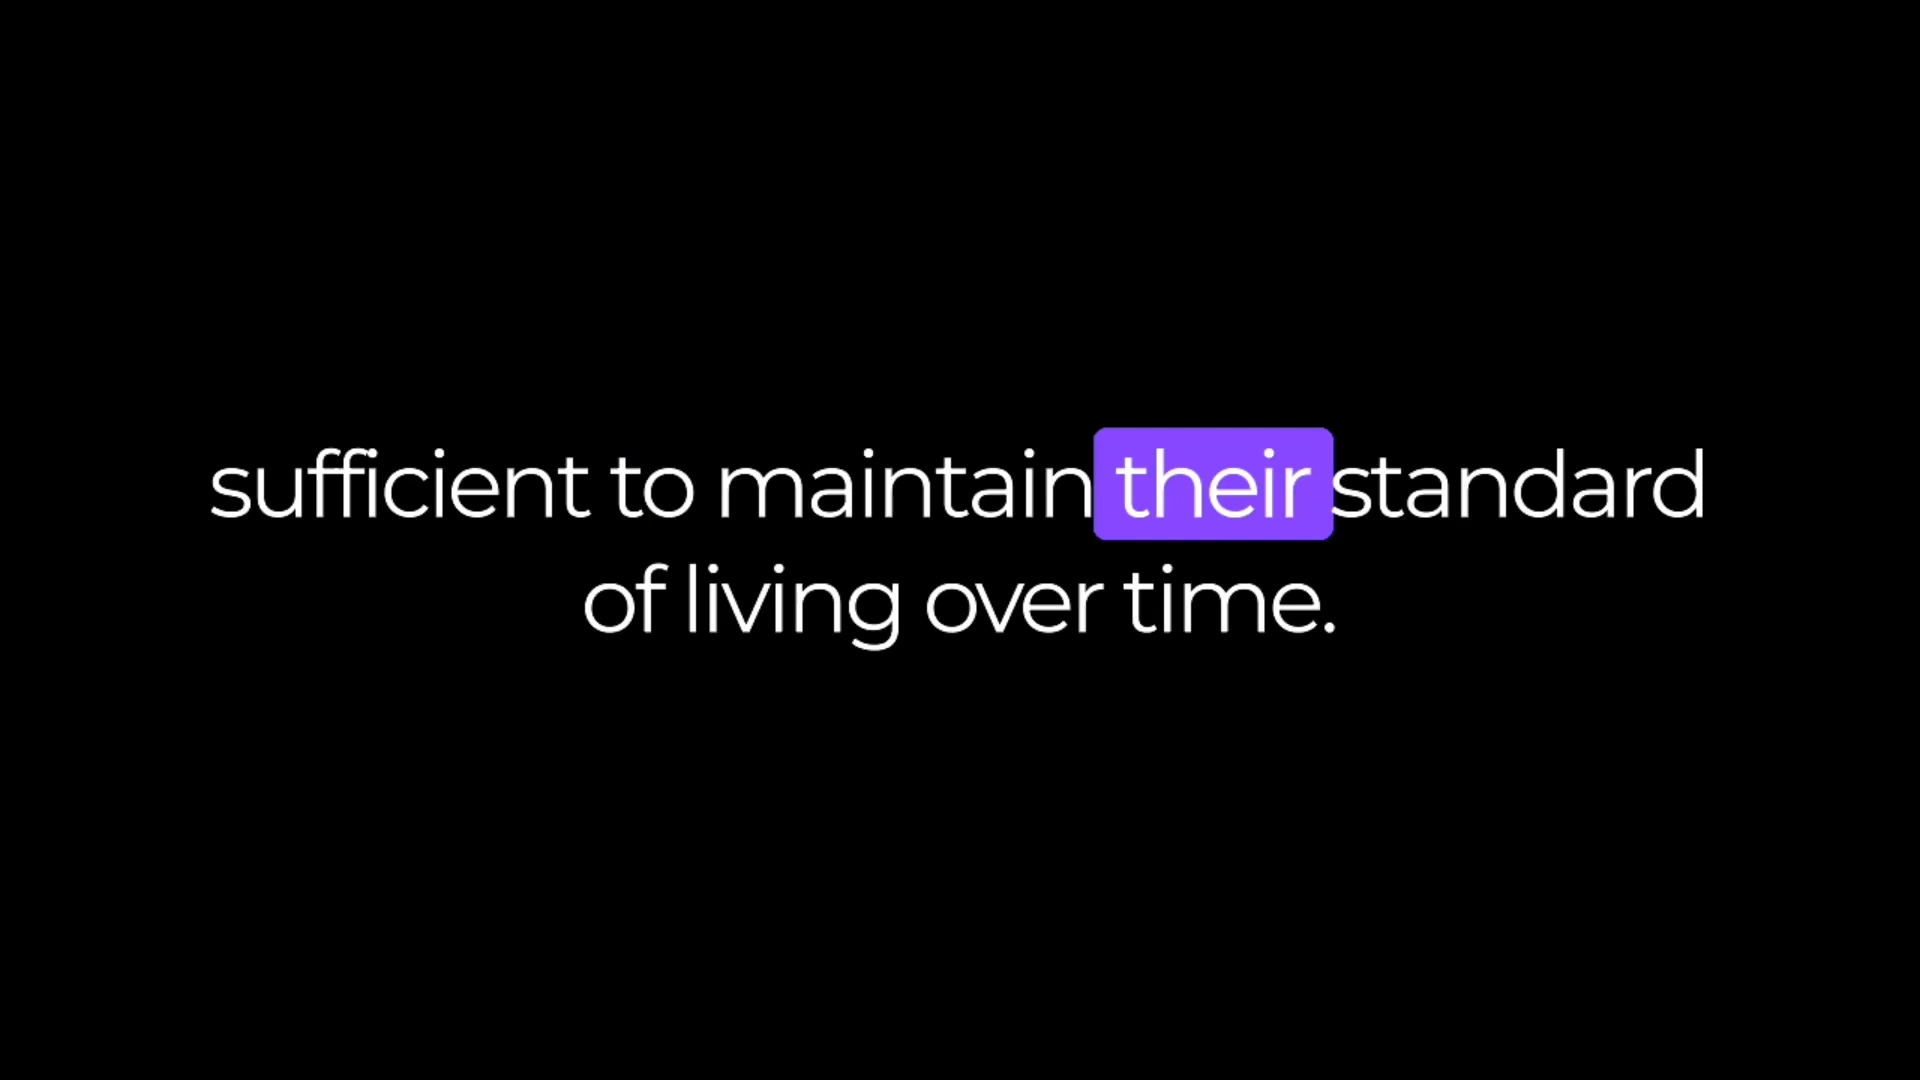 sufficient to maintain their standard
of living over time.